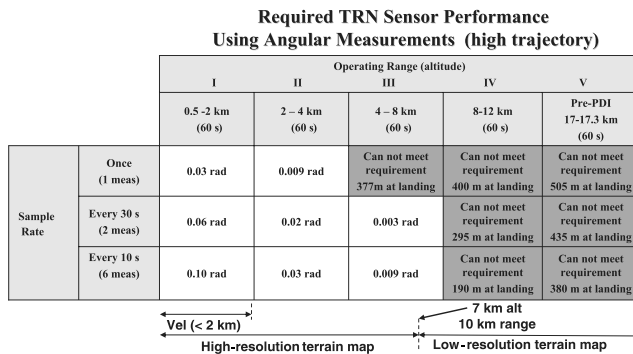 Required TRN Sensor Performance
Using Angular Measurements (high trajectory)
Operating Range (altitude)
I II III IV V
0.5 -2 km
(60 s)
2 – 4 km
(60 s)
4 – 8 km
(60 s)
8-12 km
(60 s)
Pre-PDI
17-17.3 km
(60 s)
Sample
Rate
Once
(1 meas)
0.03 rad
0.009 rad
Can not meet
requirement
377m at landing
Can not meet
requirement
400 m at landing
Can not meet
requirement
505 m at landing
Every 30 s
(2 meas)
0.06 rad
0.02 rad
0.003 rad
Can not meet
requirement
295 m at landing
Can not meet
requirement
435 m at landing
Every 10 s
(6 meas)
0.10 rad
0.03 rad
0.009 rad
Can not meet
requirement
190 m at landing
Can not meet
requirement
380 m at landing
Vel (< 2 km)
7 km alt
10 km range
High-resolution terrain map
Low-resolution terrain map